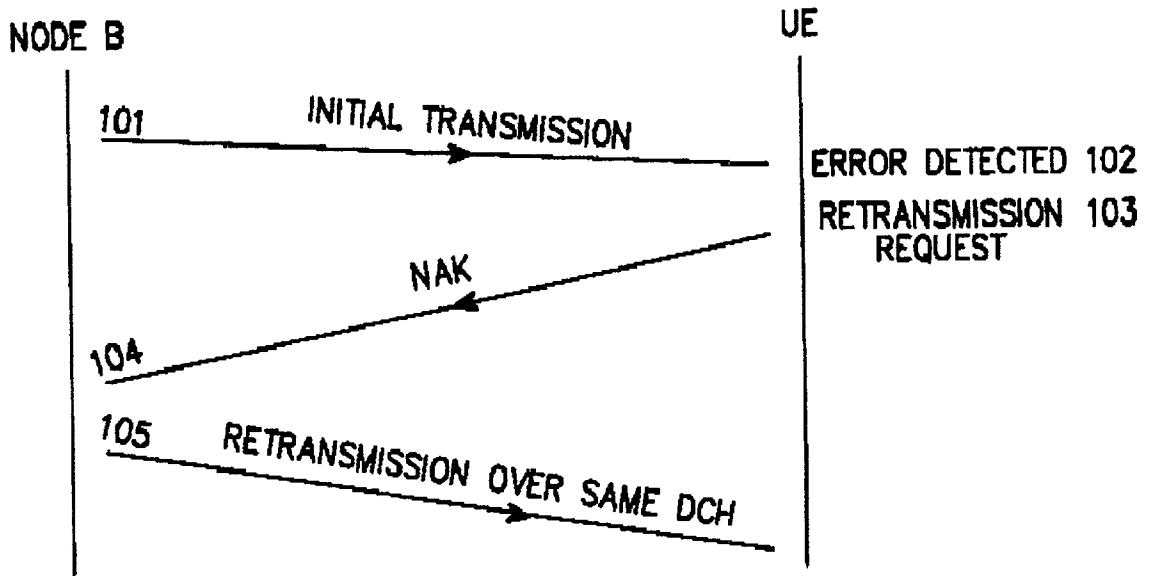 NODE B
UE
101
INITIAL TRANSMISSION
ERROR DETECTED 102
RETRANSMISSION 103
REQUEST
NAK
104
105
RETRANSMISSION OVER SAME DCH